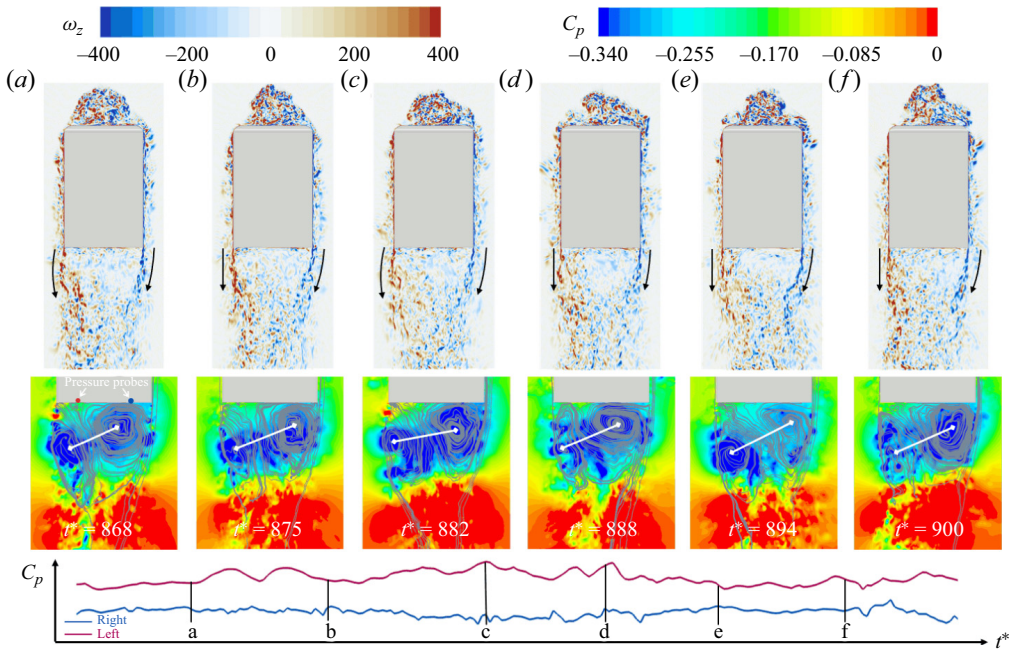 ω_z C_p
−400 −200 0 200 400 −0.340 −0.255 −0.170 −0.085 0
(a) (b) (c) (d) (e) (f)
Pressure probes
t* = 868 t* = 875 t* = 882 t* = 888 t* = 894 t* = 900
C_p
Right
Left
a b c d e f
t*